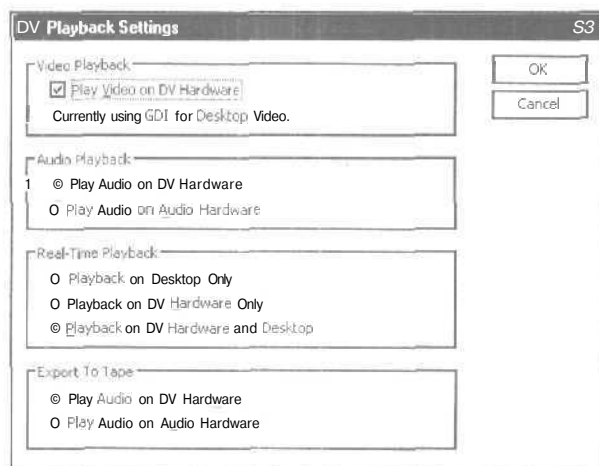 DV Playback Settings S3
Video Playback
Play Video on DV Hardware
OK
Currently using GDI for Desktop Video.
Cancel
Audio Playback
1 © Play Audio on DV Hardware
O Play Audio on Audio Hardware
Real-Time Playback
O Playback on Desktop Only
O Playback on DV Hardware Only
© Playback on DV Hardware and Desktop
Export To Tape
© Play Audio on DV Hardware
O Play Audio on Audio Hardware